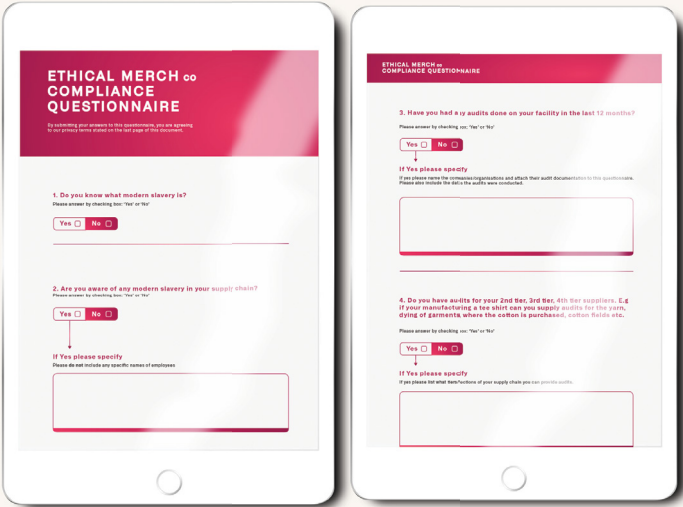 ETHICAL MERCH co
COMPLIANCE
QUESTIONNAIRE
By submitting your answers to this questionnaire, you are agreeing
to our privacy terms stated on the last page of this document.
1. Do you know what modern slavery is?
Please answer by checking box: 'Yes' or 'No'
Yes No
2. Are you aware of any modern slavery in your supply chain?
Please answer by checking box: 'Yes' or 'No'
Yes No
If Yes please specify
Please do not include any specific names of employees
ETHICAL MERCH co
COMPLIANCE QUESTIONNAIRE
3. Have you had any audits done on your facility in the last 12 months?
Please answer by checking box: 'Yes' or 'No'
Yes No
If Yes please specify
If yes please name the companies/organisations and attach their audit documentation to this questionnaire.
Please also include the date the audits were conducted.
4. Do you have audits for your 2nd tier, 3rd tier, 4th tier suppliers. E.g
if your manufacturing a tee shirt can you supply audits for the yarn,
dying of garments, where the cotton is purchased, cotton fields etc.
Please answer by checking box: 'Yes' or 'No'
Yes No
If Yes please specify
If yes please list what tiers/sections of your supply chain you can provide audits.